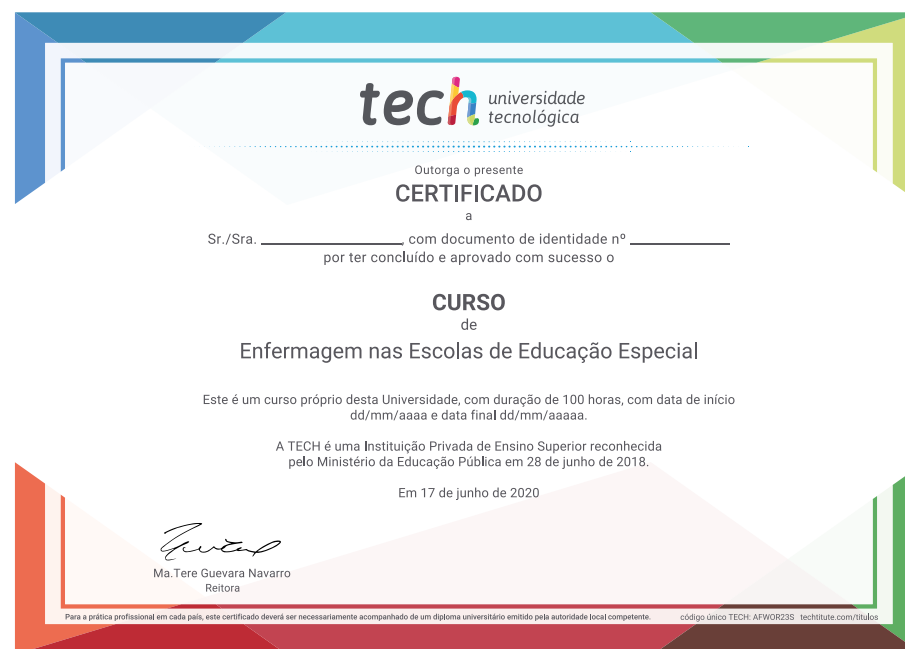 tech universidade
tecnológica
Outorga o presente
CERTIFICADO
a
Sr./Sra. , com documento de identidade nº
por ter concluído e aprovado com sucesso o
CURSO
de
Enfermagem nas Escolas de Educação Especial
Este é um curso próprio desta Universidade, com duração de 100 horas, com data de início
dd/mm/aaaa e data final dd/mm/aaaaa.
A TECH é uma Instituição Privada de Ensino Superior reconhecida
pelo Ministério da Educação Pública em 28 de junho de 2018.
Em 17 de junho de 2020
Ma.Tere Guevara Navarro
Reitora
Para a prática profissional em cada país, este certificado deverá ser necessariamente acompanhado de um diploma universitário emitido pela autoridade local competente. código único TECH: AFWOR23S techtitute.com/titulos